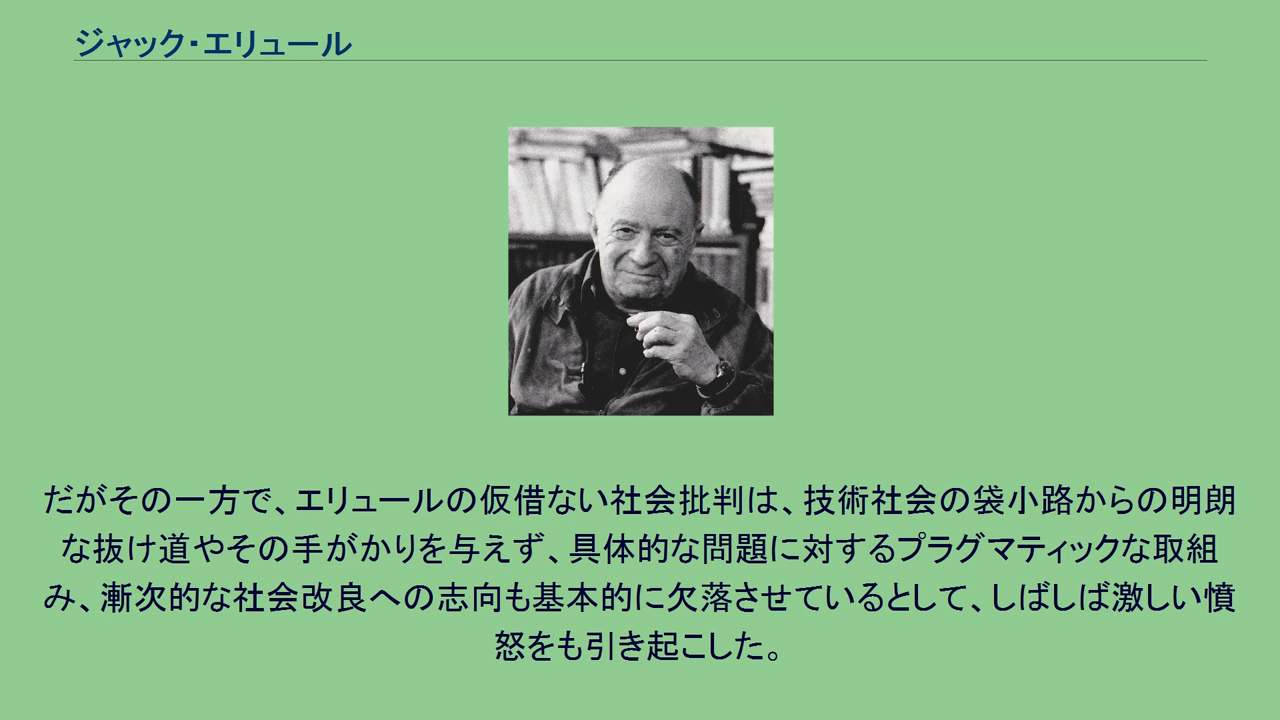 ジャック・エリュール
だがその一方で、エリュールの仮借ない社会批判は、技術社会の袋小路からの明朗
な抜け道やその手がかりを与えず、具体的な問題に対するプラグマティックな取組
み、漸次的な社会改良への志向も基本的に欠落させているとして、しばしば激しい憤
怒をも引き起こした。